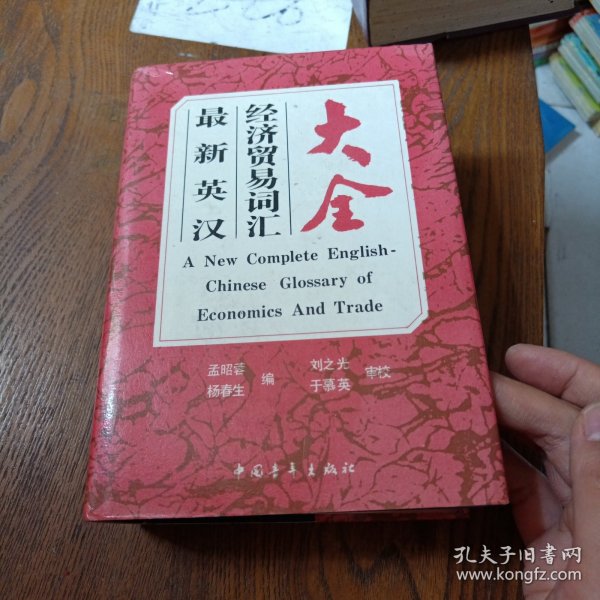 最新英汉
经济贸易词汇
大全
A New Complete English-
Chinese Glossary of
Economics And Trade
孟昭蓉 刘之光
杨春生 编 于慕英 审校
中国青年出版社
孔夫子旧书网
www.kongfz.com